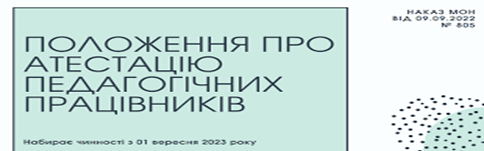 НАКАЗ МОН
ВІД 09.09.2022
№ 805
ПОЛОЖЕННЯ ПРО
АТЕСТАЦІЮ
ПЕДАГОГІЧНИХ
ПРАЦІВНИКІВ
Набирає чинності з 01 вересня 2023 року